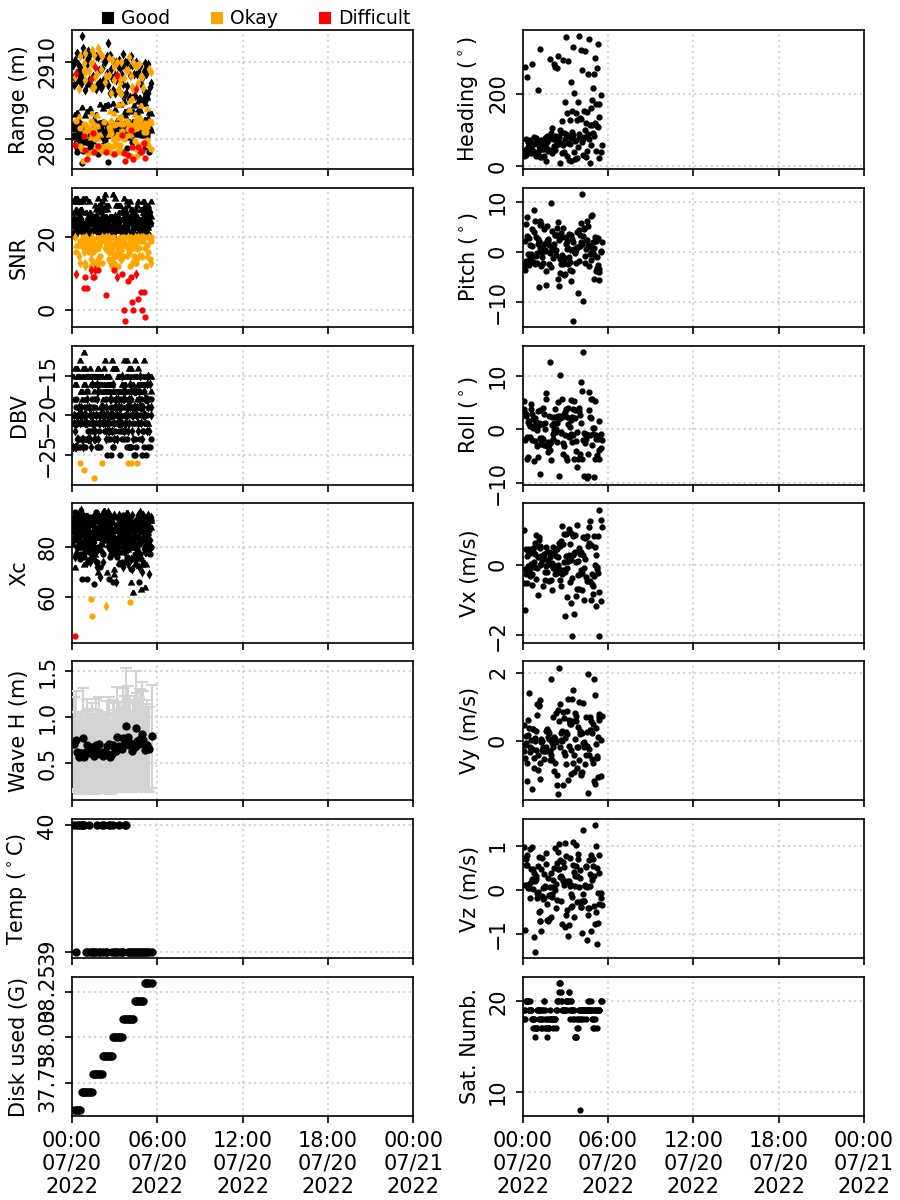 Good Okay Difficult
Range (m)
2910
2800
Heading (°)
200
0
SNR
20
0
Pitch (°)
10
0
−10
DBV
−15
−20
−25
Roll (°)
10
0
−10
Xc
80
60
Vx (m/s)
0
−2
Wave H (m)
1.5
1.0
0.5
Vy (m/s)
2
0
Temp (°C)
40
39
Vz (m/s)
1
0
−1
Disk used (G)
38.25
38.00
37.75
Sat. Numb.
20
10
00:00 06:00 12:00 18:00 00:00
07/20 07/20 07/20 07/20 07/21
2022 2022 2022 2022 2022
00:00 06:00 12:00 18:00 00:00
07/20 07/20 07/20 07/20 07/21
2022 2022 2022 2022 2022